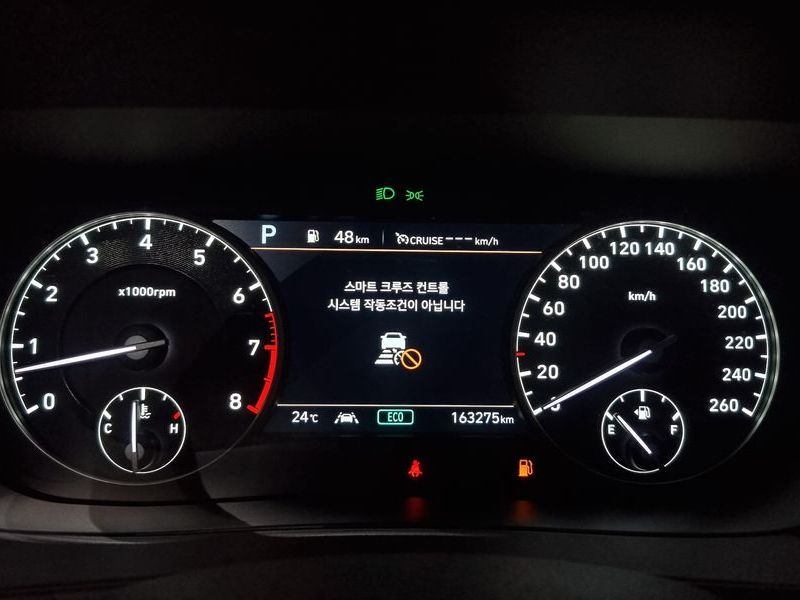 P 48km CRUISE---km/h
스마트 크루즈 컨트롤
시스템 작동조건이 아닙니다
24℃ ECO 163275km
0 1 2 3 4 5 6 7 8
x1000rpm
C H
0 20 40 60 80 100 120 140 160 180 200 220 240 260
km/h
E F